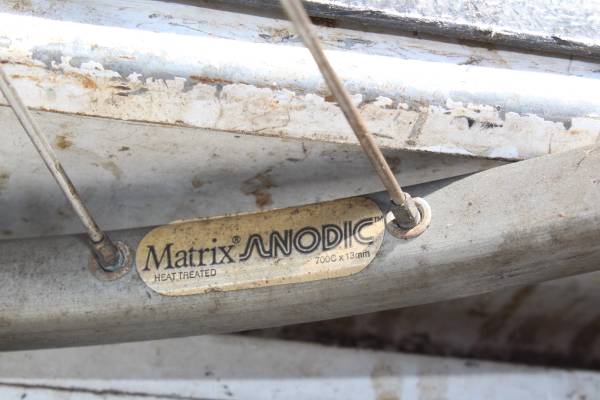 Matrix® ANODIC™
HEAT TREATED 700C x 13mm